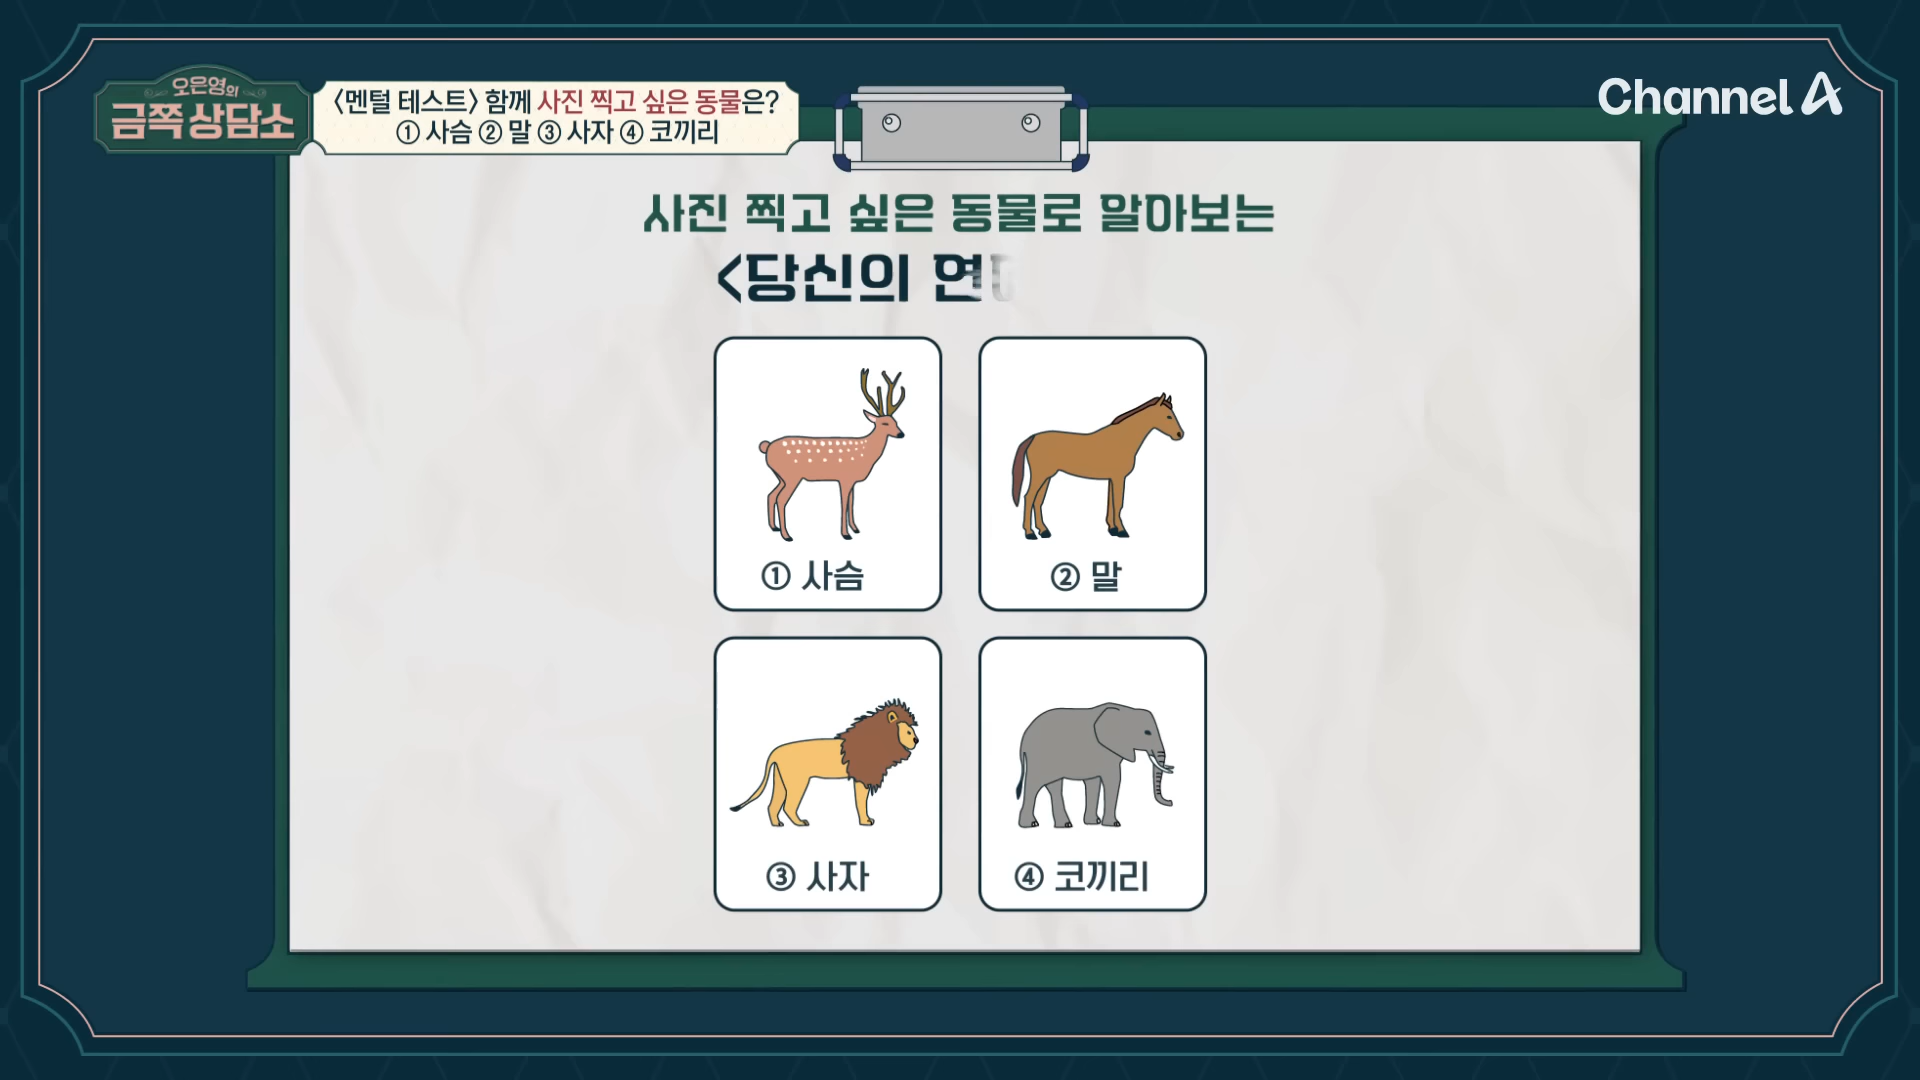 오은영의
금쪽 상담소
〈멘털 테스트〉 함께 사진 찍고 싶은 동물은?
① 사슴 ② 말 ③ 사자 ④ 코끼리
Channel A
사진 찍고 싶은 동물로 알아보는
<당신의 현
① 사슴
② 말
③ 사자
④ 코끼리